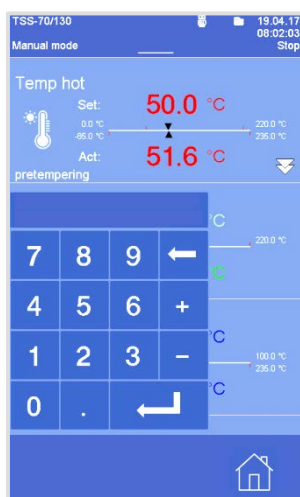 TSS-70/130 19.04.17
08:02:03
Manual mode Stop
Temp hot
Set: 50.0 °C
0.0 °C 220.0 °C
-65.0 °C 235.0 °C
Act: 51.6 °C
pretempering
°C
220.0 °C
°C
7 8 9
4 5 6 +
1 2 3 –
°C
100.0 °C
235.0 °C
°C
0 .